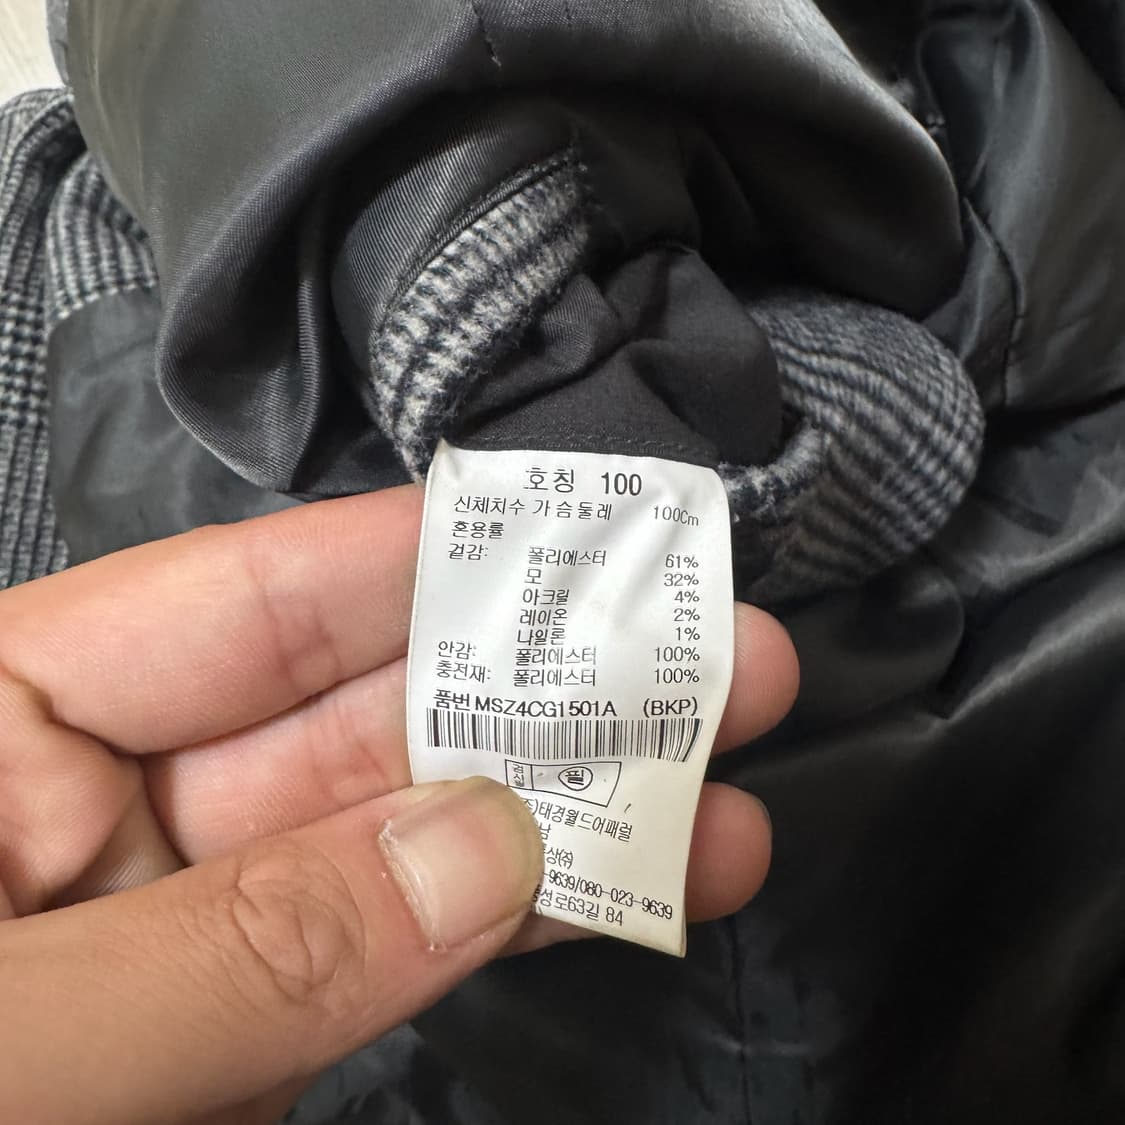 호칭 100
신체치수 가슴둘레 100Cm
혼용률
겉감: 폴리에스터 61%
모 32%
아크릴 4%
레이온 2%
나일론 1%
안감: 폴리에스터 100%
충전재: 폴리에스터 100%
품번 MSZ4CG1501A (BKP)
검사필
태경월드어패럴
남
상㈜
9639/080-023-9639
성로63길 84